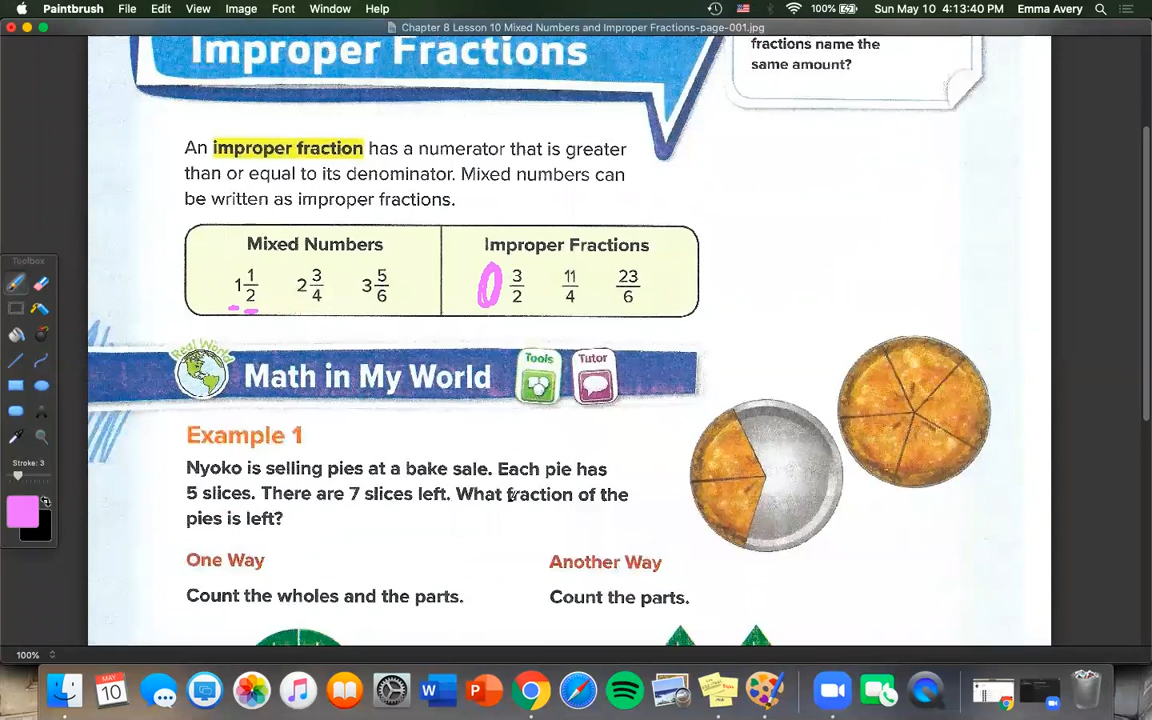 Paintbrush File Edit View Image Font Window Help 100% Sun May 10 4:13:40 PM Emma Avery
Chapter 8 Lesson 10 Mixed Numbers and Improper Fractions-page-001.jpg
Improper Fractions
fractions name the
same amount?
An improper fraction has a numerator that is greater
than or equal to its denominator. Mixed numbers can
be written as improper fractions.
Mixed Numbers Improper Fractions
1 1/2 2 3/4 3 5/6 3/2 11/4 23/6
Toolbox
Real World
Math in My World
Tools Tutor
Example 1
Nyoko is selling pies at a bake sale. Each pie has
5 slices. There are 7 slices left. What fraction of the
pies is left?
Stroke: 3
One Way Another Way
Count the wholes and the parts. Count the parts.
100%
MAY
10
W P